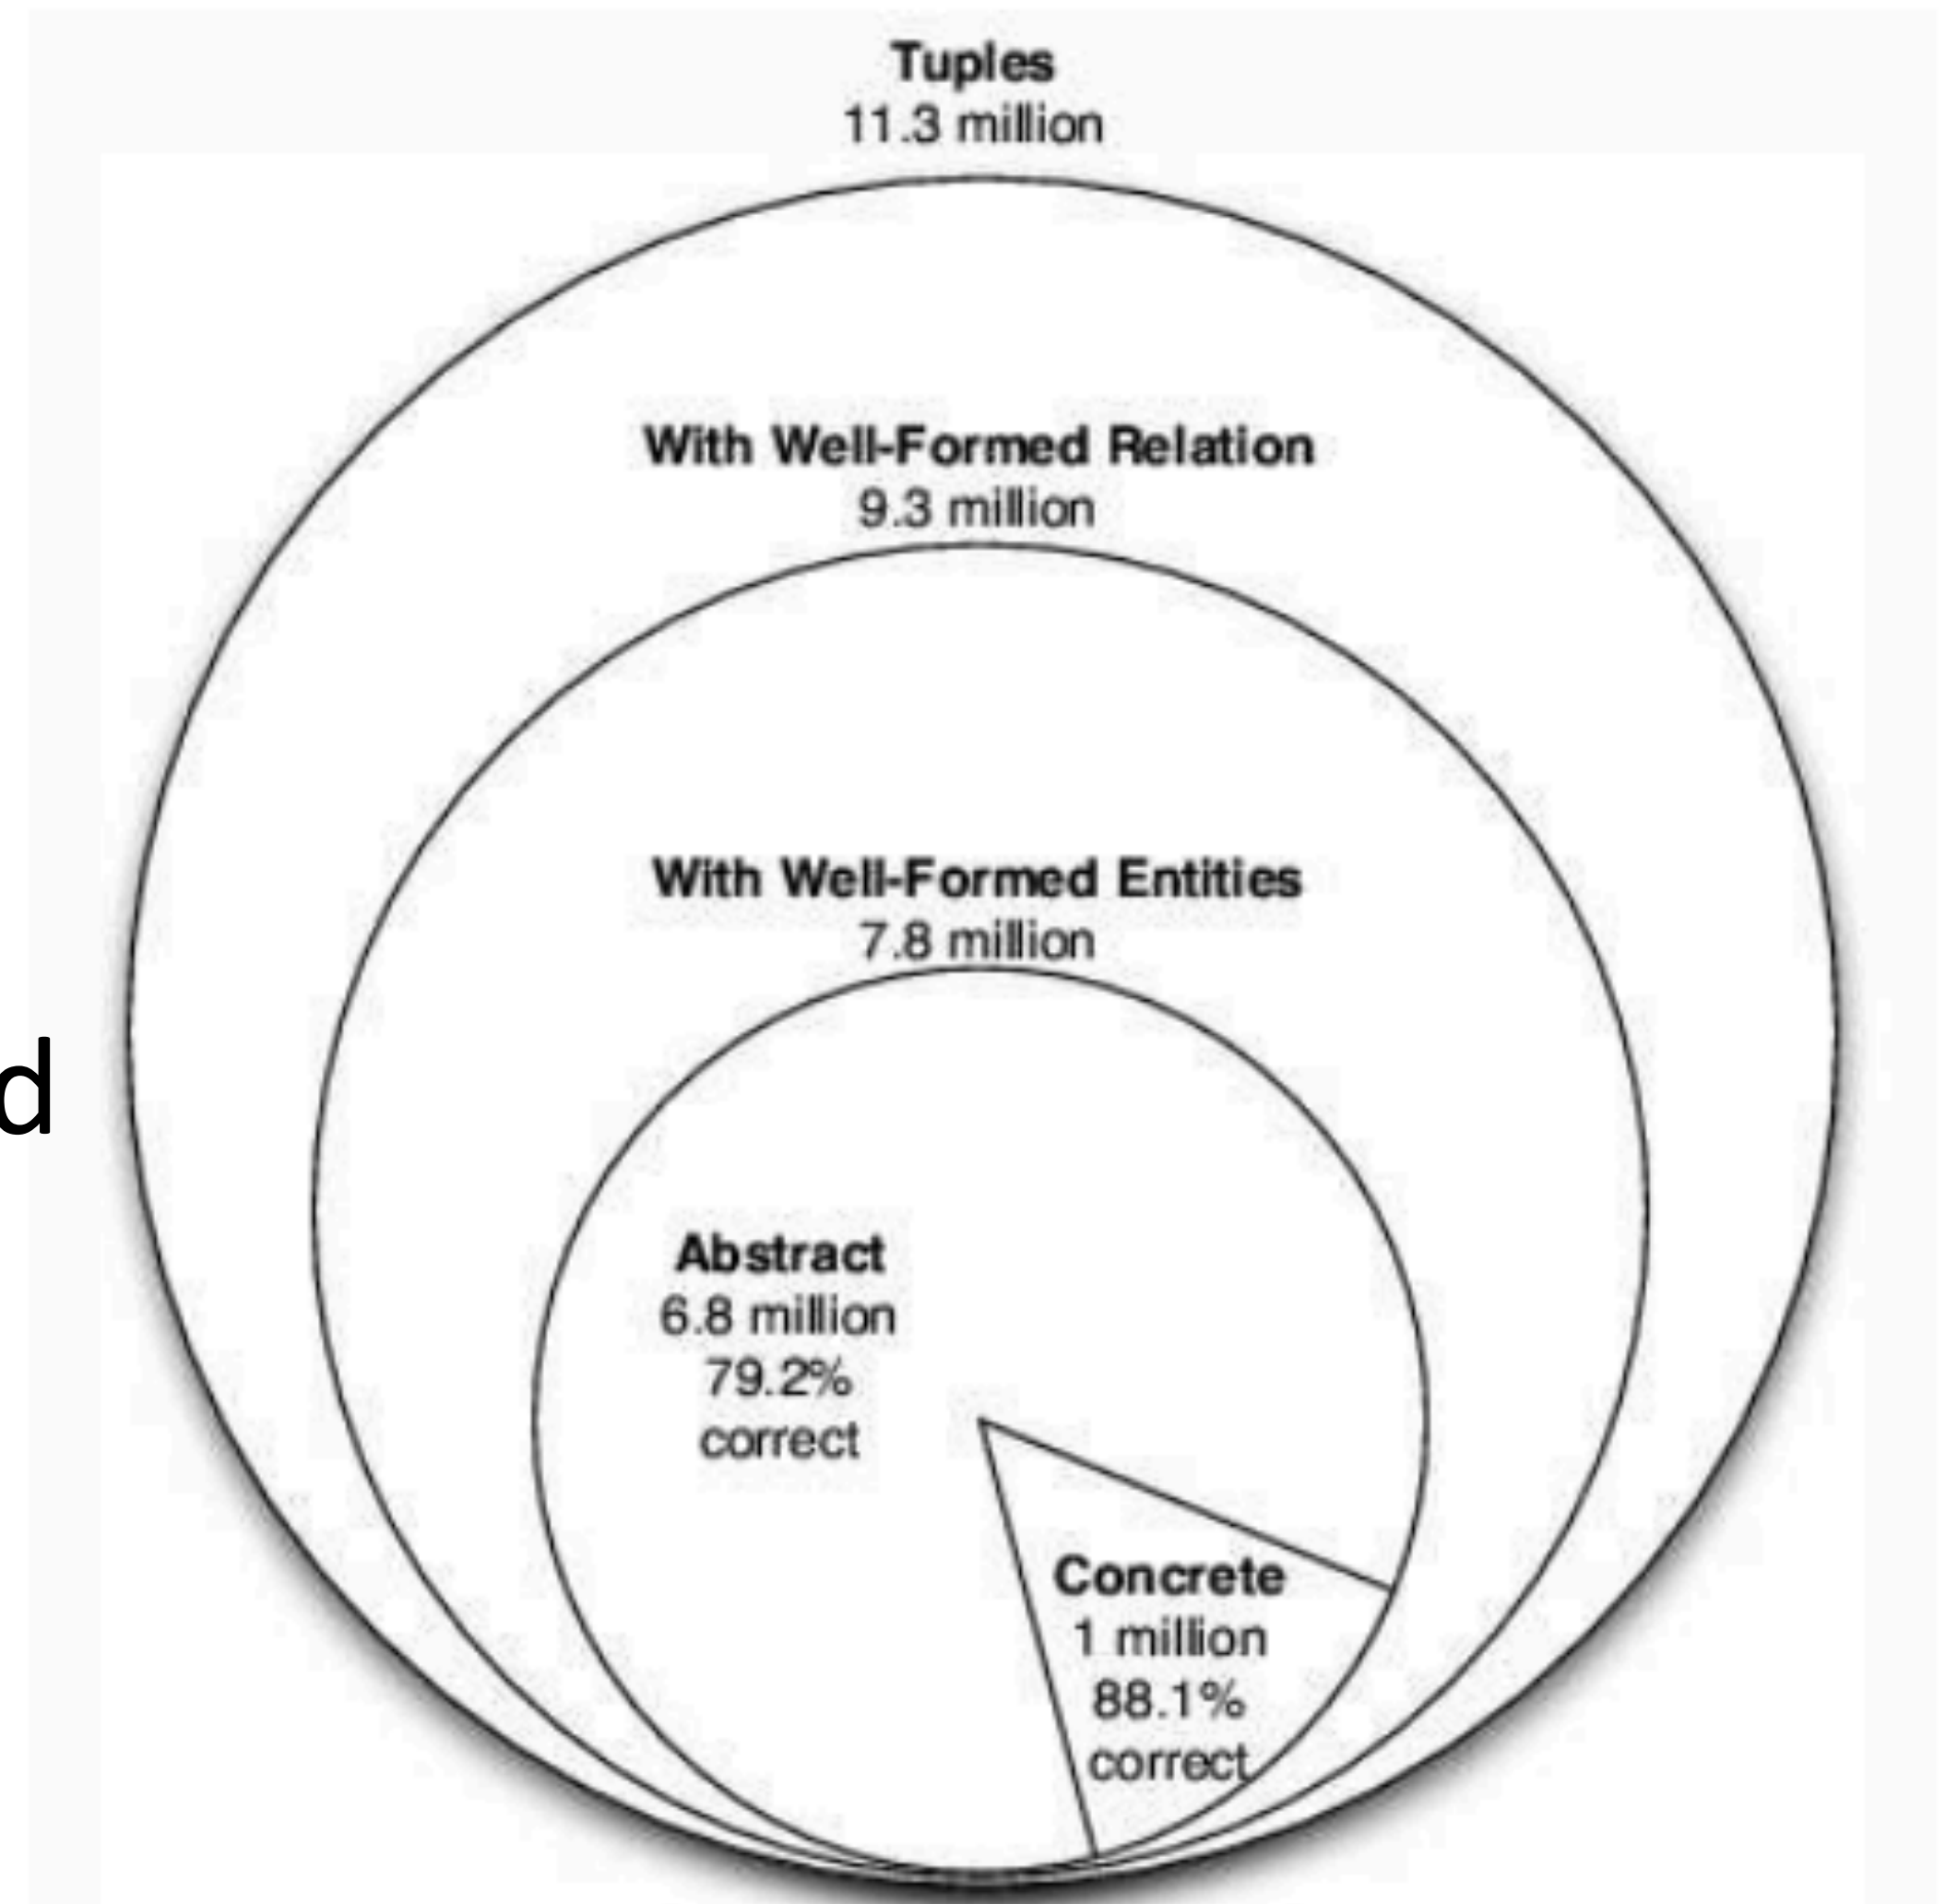 Tuples
11.3 million
With Well-Formed Relation
9.3 million
With Well-Formed Entities
7.8 million
d
Abstract
6.8 million
79.2%
correct
Concrete
1 million
88.1%
correct